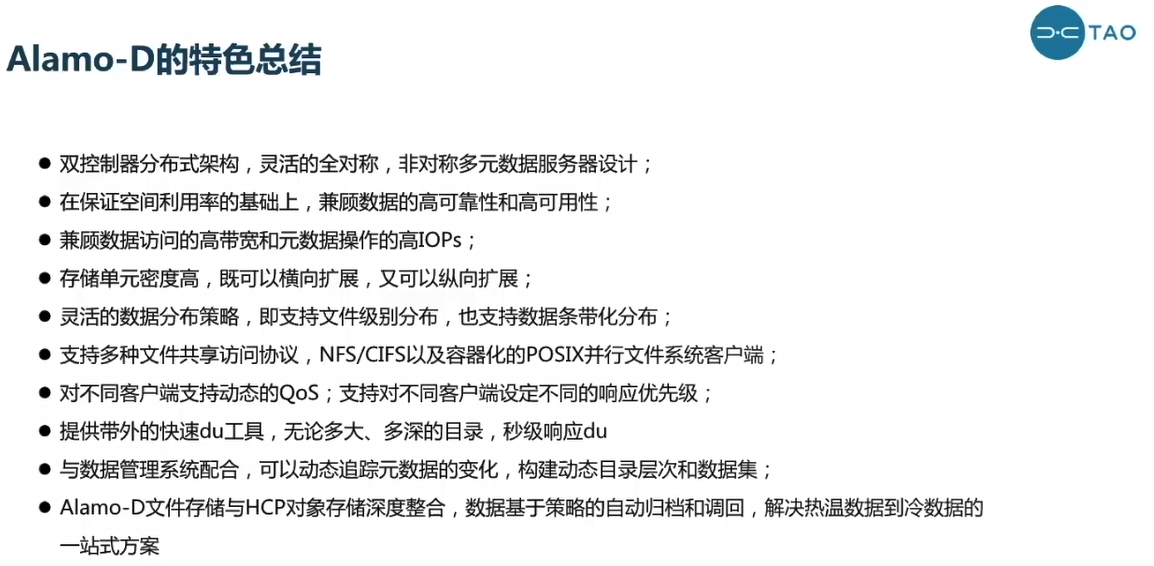 TAO
Alamo-D的特色总结
● 双控制器分布式架构，灵活的全对称，非对称多元数据服务器设计；
● 在保证空间利用率的基础上，兼顾数据的高可靠性和高可用性；
● 兼顾数据访问的高带宽和元数据操作的高IOPs；
● 存储单元密度高，既可以横向扩展，又可以纵向扩展；
● 灵活的数据分布策略，即支持文件级别分布，也支持数据条带化分布；
● 支持多种文件共享访问协议，NFS/CIFS以及容器化的POSIX并行文件系统客户端；
● 对不同客户端支持动态的QoS；支持对不同客户端设定不同的响应优先级；
● 提供带外的快速du工具，无论多大、多深的目录，秒级响应du
● 与数据管理系统配合，可以动态追踪元数据的变化，构建动态目录层次和数据集；
● Alamo-D文件存储与HCP对象存储深度整合，数据基于策略的自动归档和调回，解决热温数据到冷数据的
一站式方案